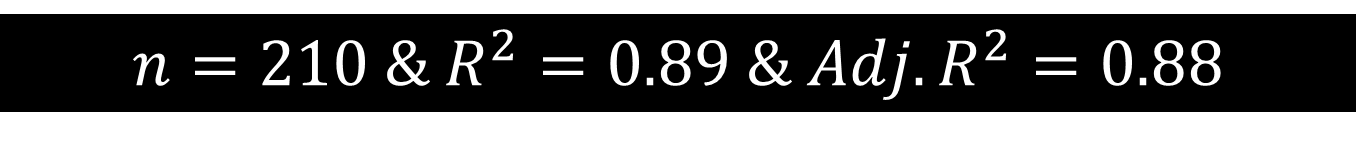 n = 210 & R² = 0.89 & Adj. R² = 0.88